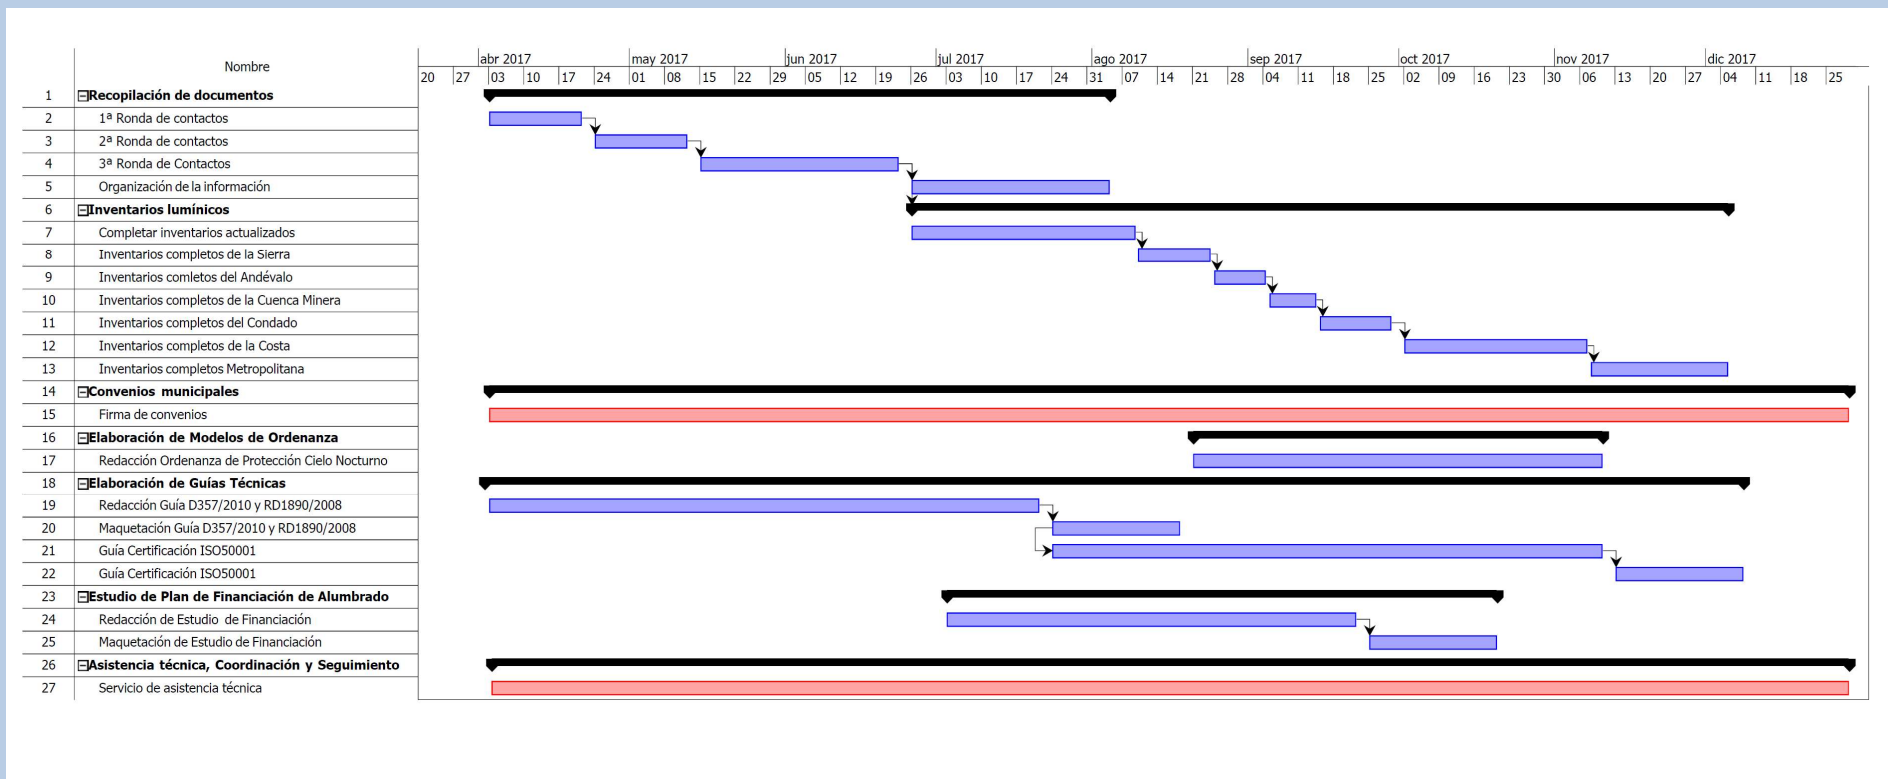 Nombre
abr 2017 may 2017 jun 2017 jul 2017 ago 2017 sep 2017 oct 2017 nov 2017 dic 2017
20 27 03 10 17 24 01 08 15 22 29 05 12 19 26 03 10 17 24 31 07 14 21 28 04 11 18 25 02 09 16 23 30 06 13 20 27 04 11 18 25
1 Recopilación de documentos
2 1ª Ronda de contactos
3 2ª Ronda de contactos
4 3ª Ronda de Contactos
5 Organización de la información
6 Inventarios lumínicos
7 Completar inventarios actualizados
8 Inventarios completos de la Sierra
9 Inventarios comletos del Andévalo
10 Inventarios completos de la Cuenca Minera
11 Inventarios completos del Condado
12 Inventarios completos de la Costa
13 Inventarios completos Metropolitana
14 Convenios municipales
15 Firma de convenios
16 Elaboración de Modelos de Ordenanza
17 Redacción Ordenanza de Protección Cielo Nocturno
18 Elaboración de Guías Técnicas
19 Redacción Guía D357/2010 y RD1890/2008
20 Maquetación Guía D357/2010 y RD1890/2008
21 Guía Certificación ISO50001
22 Guía Certificación ISO50001
23 Estudio de Plan de Financiación de Alumbrado
24 Redacción de Estudio de Financiación
25 Maquetación de Estudio de Financiación
26 Asistencia técnica, Coordinación y Seguimiento
27 Servicio de asistencia técnica